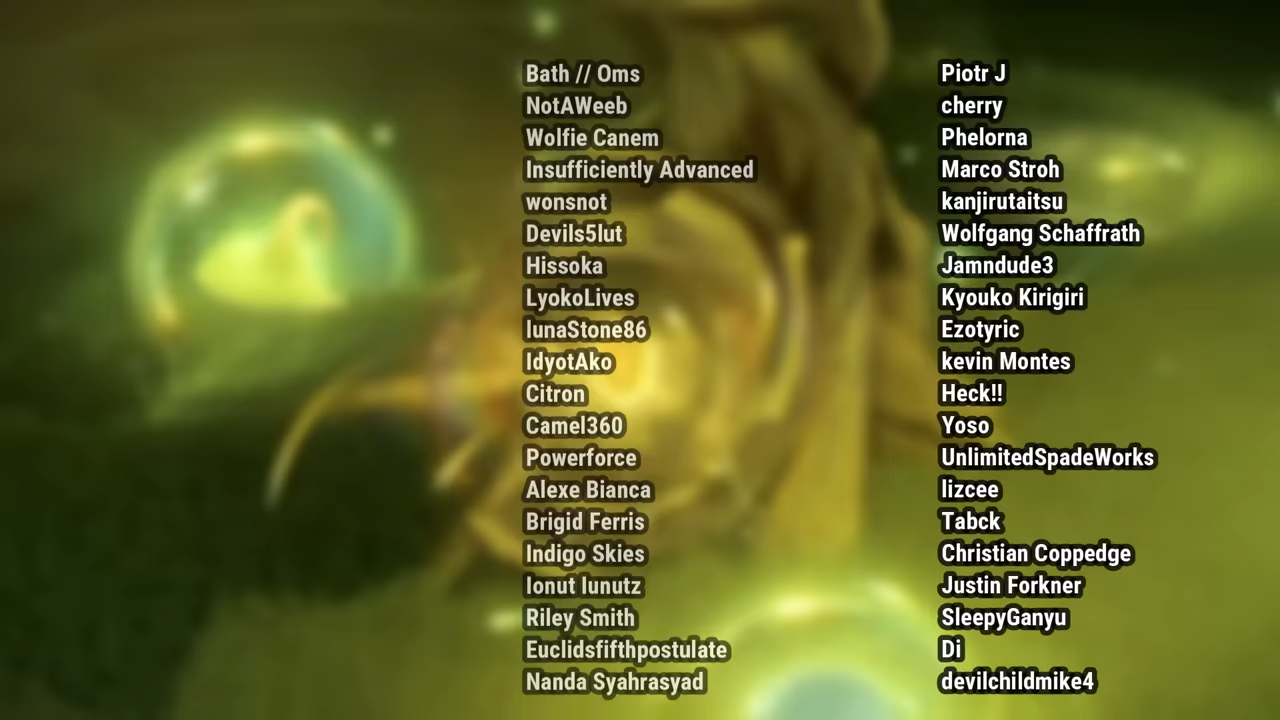 Bath // Oms
NotAWeeb
Wolfie Canem
Insufficiently Advanced
wonsnot
Devils5lut
Hissoka
LyokoLives
lunaStone86
IdyotAko
Citron
Camel360
Powerforce
Alexe Bianca
Brigid Ferris
Indigo Skies
Ionut Iunutz
Riley Smith
Euclidsfifthpostulate
Nanda Syahrasyad
Piotr J
cherry
Phelorna
Marco Stroh
kanjirutaitsu
Wolfgang Schaffrath
Jamndude3
Kyouko Kirigiri
Ezotyric
kevin Montes
Heck!!
Yoso
UnlimitedSpadeWorks
lizcee
Tabck
Christian Coppedge
Justin Forkner
SleepyGanyu
Di
devilchildmike4